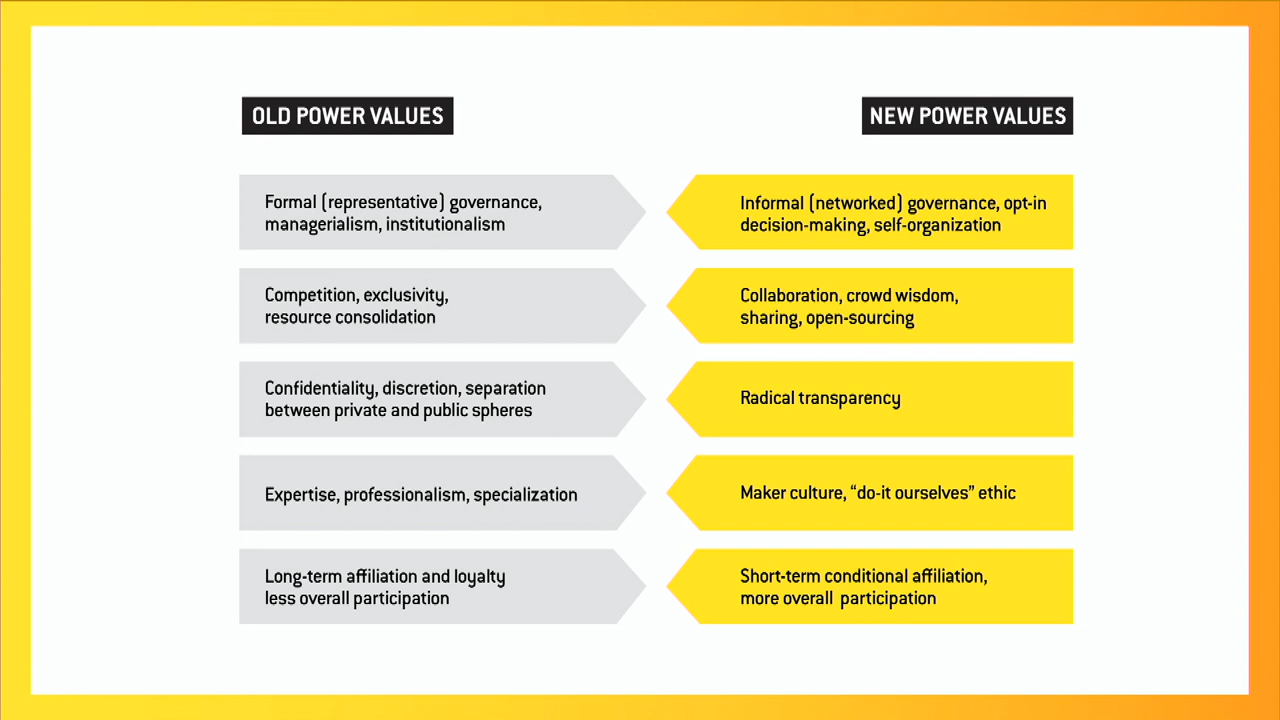 OLD POWER VALUES
NEW POWER VALUES
Formal (representative) governance,
managerialism, institutionalism
Informal (networked) governance, opt-in
decision-making, self-organization
Competition, exclusivity,
resource consolidation
Collaboration, crowd wisdom,
sharing, open-sourcing
Confidentiality, discretion, separation
between private and public spheres
Radical transparency
Expertise, professionalism, specialization
Maker culture, “do-it ourselves” ethic
Long-term affiliation and loyalty
less overall participation
Short-term conditional affiliation,
more overall participation